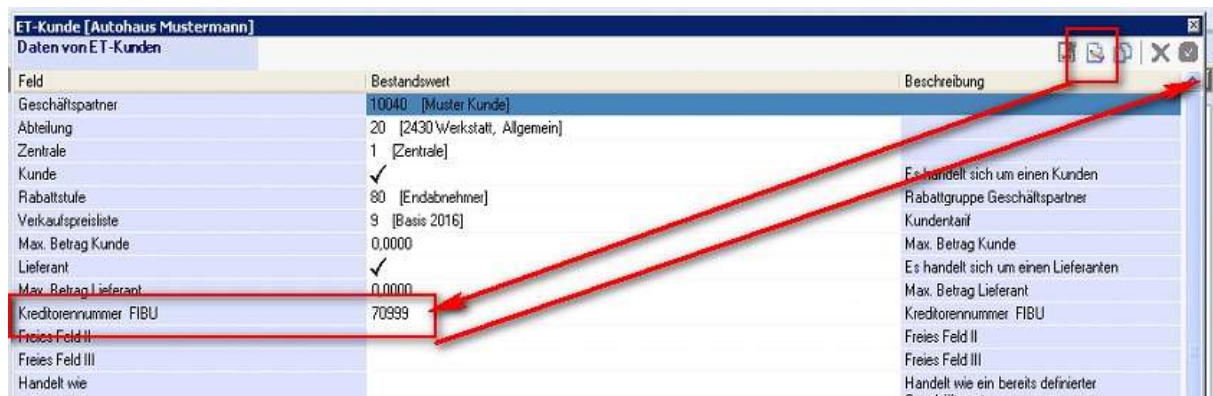 ET-Kunde [Autohaus Mustermann]
Daten von ET-Kunden
Feld Bestandswert Beschreibung
Geschäftspartner 10040 [Muster Kunde]
Abteilung 20 [2430 Werkstatt, Allgemein]
Zentrale 1 [Zentrale]
Kunde ✓ Es handelt sich um einen Kunden
Rabattstufe 80 [Endabnehmer] Rabattgruppe Geschäftspartner
Verkaufspreisliste 9 [Basis 2016] Kundentarif
Max. Betrag Kunde 0,0000 Max. Betrag Kunde
Lieferant ✓ Es handelt sich um einen Lieferanten
Max. Betrag Lieferant 0,0000 Max. Betrag Lieferant
Kreditorennummer FIBU 70999 Kreditorennummer FIBU
Freies Feld II Freies Feld II
Freies Feld III Freies Feld III
Handelt wie Handelt wie ein bereits definierter